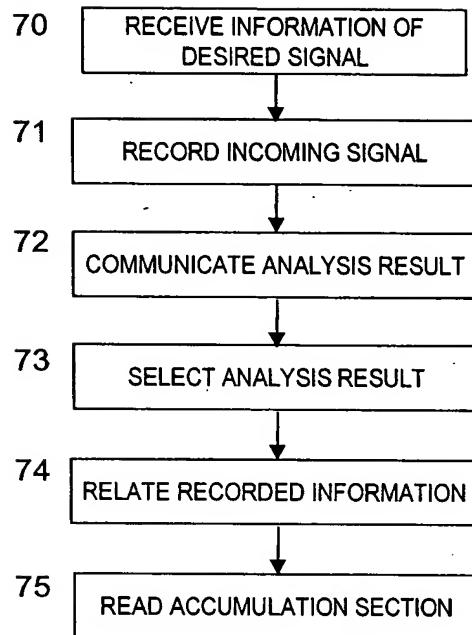 70
RECEIVE INFORMATION OF
DESIRED SIGNAL
71
RECORD INCOMING SIGNAL
72
COMMUNICATE ANALYSIS RESULT
73
SELECT ANALYSIS RESULT
74
RELATE RECORDED INFORMATION
75
READ ACCUMULATION SECTION